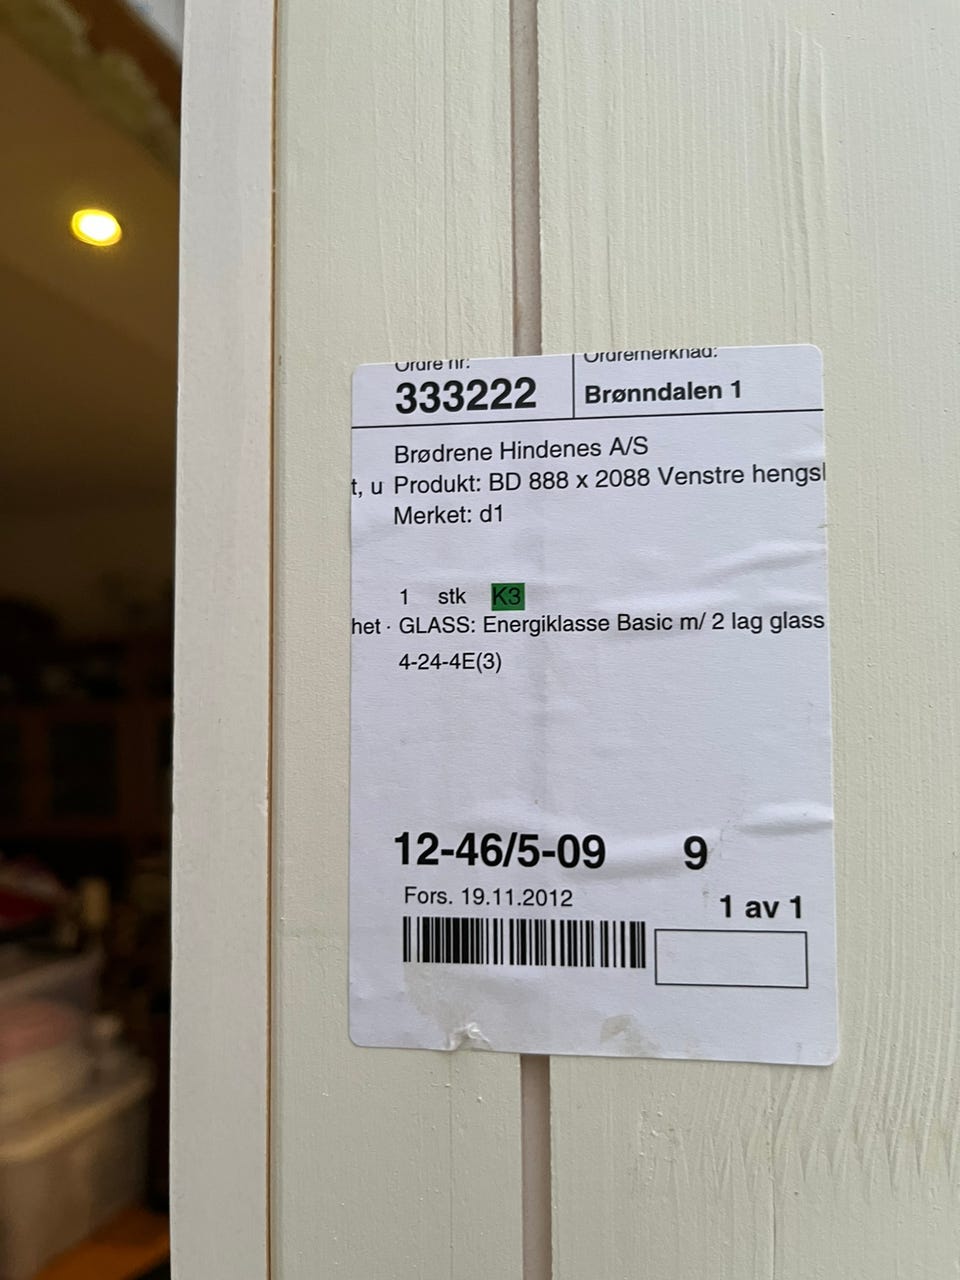 Ordre nr:
Ordremerknad:
333222
Brønndalen 1
Brødrene Hindenes A/S
t, u Produkt: BD 888 x 2088 Venstre hengsl
Merket: d1
1 stk K3
het · GLASS: Energiklasse Basic m/ 2 lag glass
4-24-4E(3)
12-46/5-09 9
Fors. 19.11.2012
1 av 1